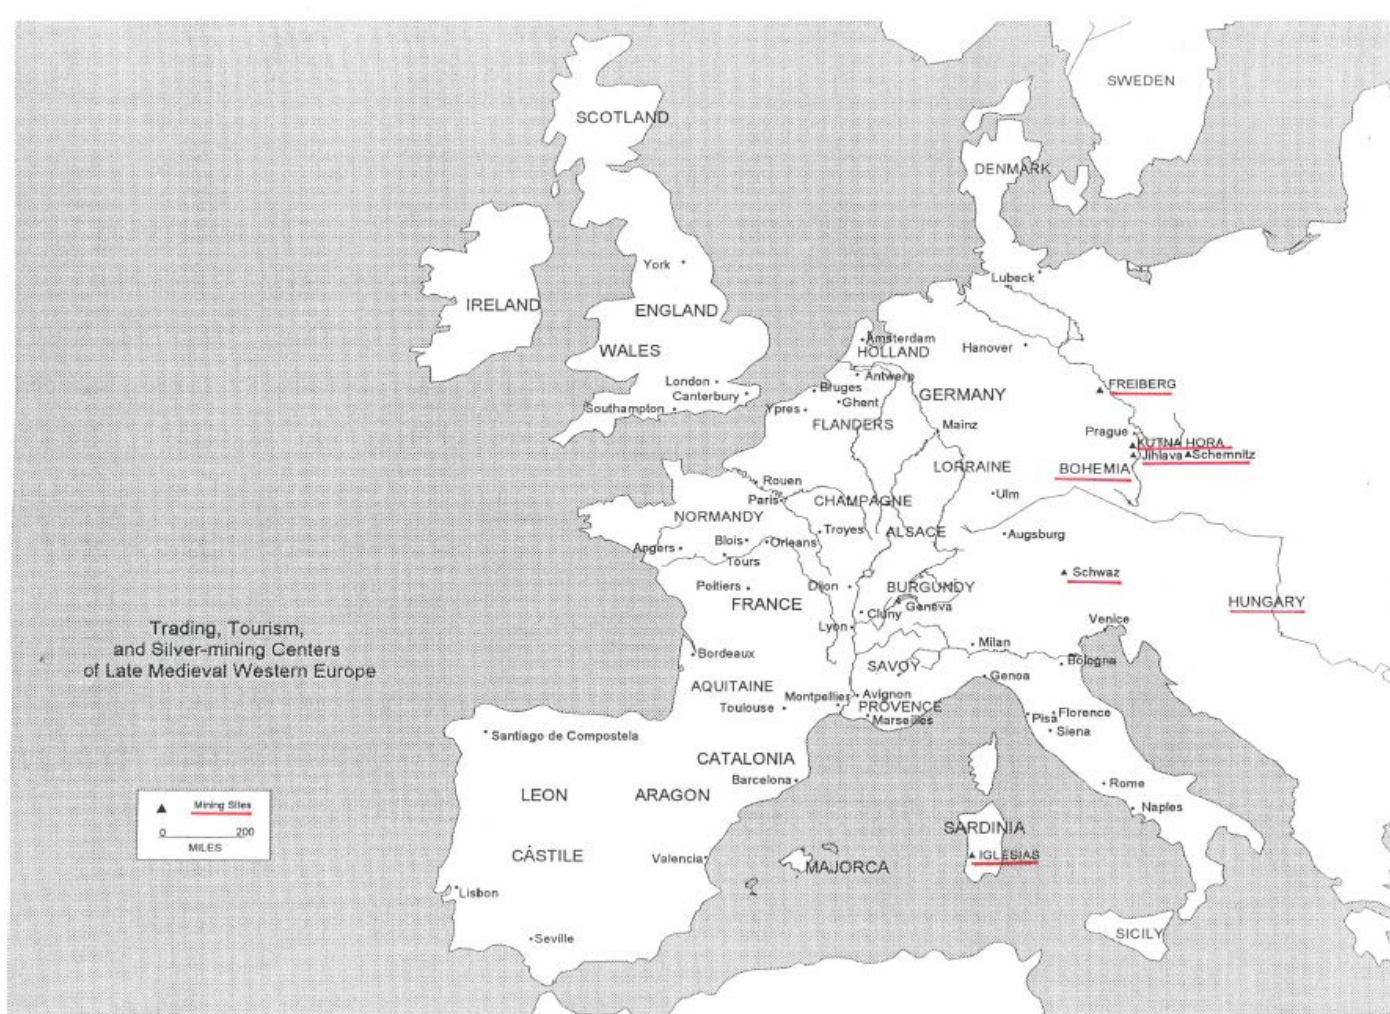 SWEDEN
SCOTLAND
DENMARK
York
Lubeck
IRELAND
ENGLAND
Amsterdam
HOLLAND
Hanover
WALES
London
Canterbury
Southampton
Bruges
Antwerp
Ghent
Ypres
FLANDERS
GERMANY
FREIBERG
Mainz
Prague
KUTNA HORA
Jihlava
Schemnitz
LORRAINE
BOHEMIA
Rouen
Paris
CHAMPAGNE
Ulm
NORMANDY
Troyes
ALSACE
Augsburg
Angers
Blois
Orleans
Tours
Schwaz
Poitiers
Dijon
BURGUNDY
HUNGARY
FRANCE
Geneva
Cluny
Lyon
Venice
Trading, Tourism,
and Silver-mining Centers
of Late Medieval Western Europe
Milan
Bordeaux
SAVOY
Bologna
Genoa
AQUITAINE
Montpellier
Avignon
Toulouse
PROVENCE
Marseilles
Pisa
Florence
Siena
Santiago de Compostela
CATALONIA
Barcelona
Rome
LEON
ARAGON
Mining Sites
0 200
MILES
Naples
SARDINIA
CÁSTILE
Valencia
MAJORCA
IGLESIAS
Lisbon
Seville
SICILY